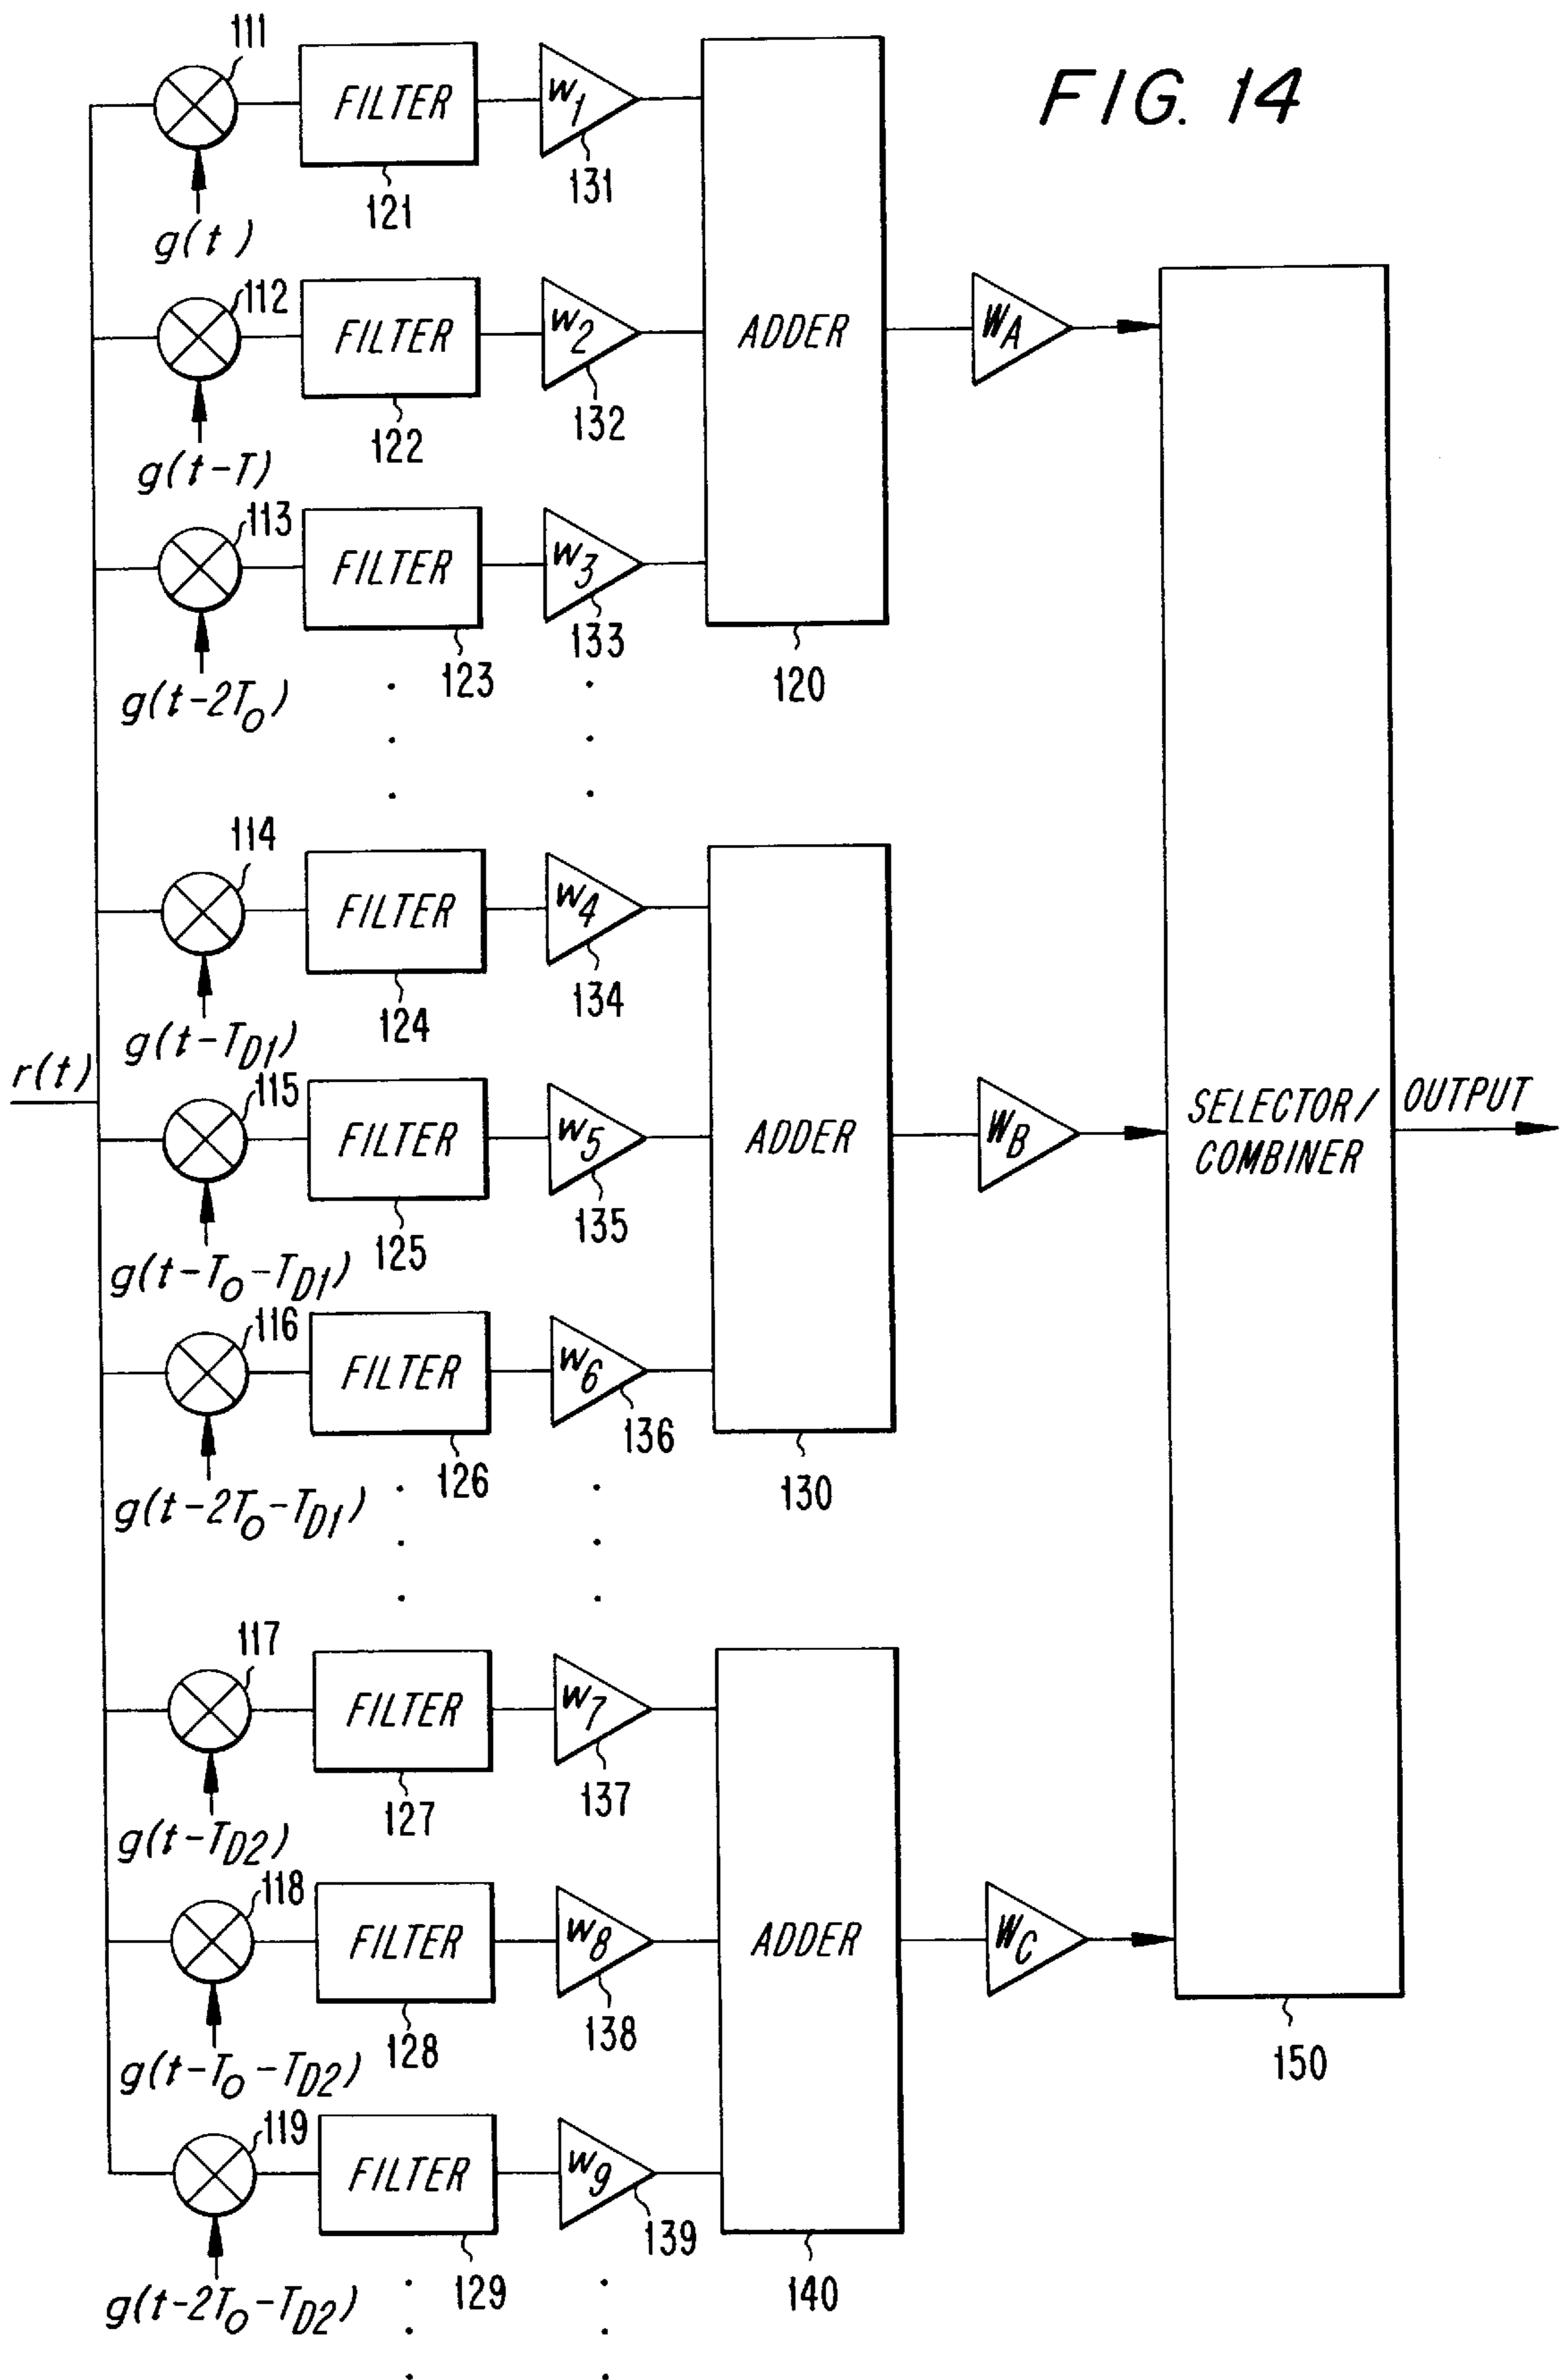 FIG. 14
111
FILTER
w1
ADDER
131
121
g(t)
112
FILTER
w2
WA
132
122
g(t-T)
113
FILTER
w3
133
123
120
g(t-2To)
114
FILTER
w4
134
124
g(t-TD1)
r(t)
115
FILTER
w5
ADDER
WB
SELECTOR/
COMBINER
OUTPUT
135
125
g(t-To-TD1)
116
FILTER
w6
136
126
130
g(t-2To-TD1)
117
FILTER
w7
137
127
g(t-TD2)
118
FILTER
w8
ADDER
WC
138
128
150
g(t-To-TD2)
119
FILTER
w9
139
129
140
g(t-2To-TD2)